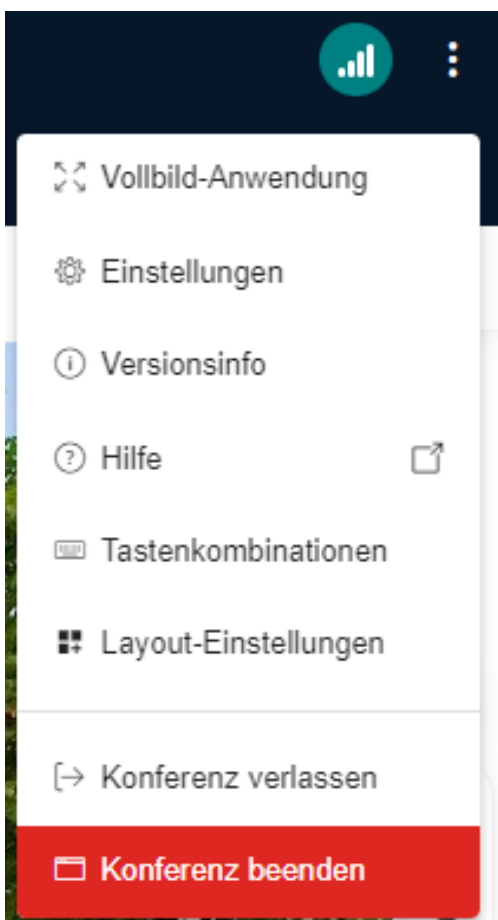 Vollbild-Anwendung
Einstellungen
Versionsinfo
Hilfe
Tastenkombinationen
Layout-Einstellungen
Konferenz verlassen
Konferenz beenden